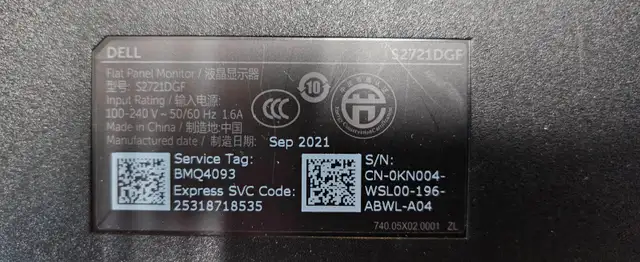 DELL
S2721DGF
Flat Panel Monitor / 液晶显示器
型号: S2721DGF
Input Rating / 输入电源:
100-240 V ~ 50/60 Hz 1.6A
Made in China / 制造地:中国
Manufactured date / 制造日期: Sep 2021
10
CCC
Service Tag:
BMQ4093
Express SVC Code:
25318718535
S/N:
CN-0KN004-
WSL00-196-
ABWL-A04
740.05X02.0001 ZL